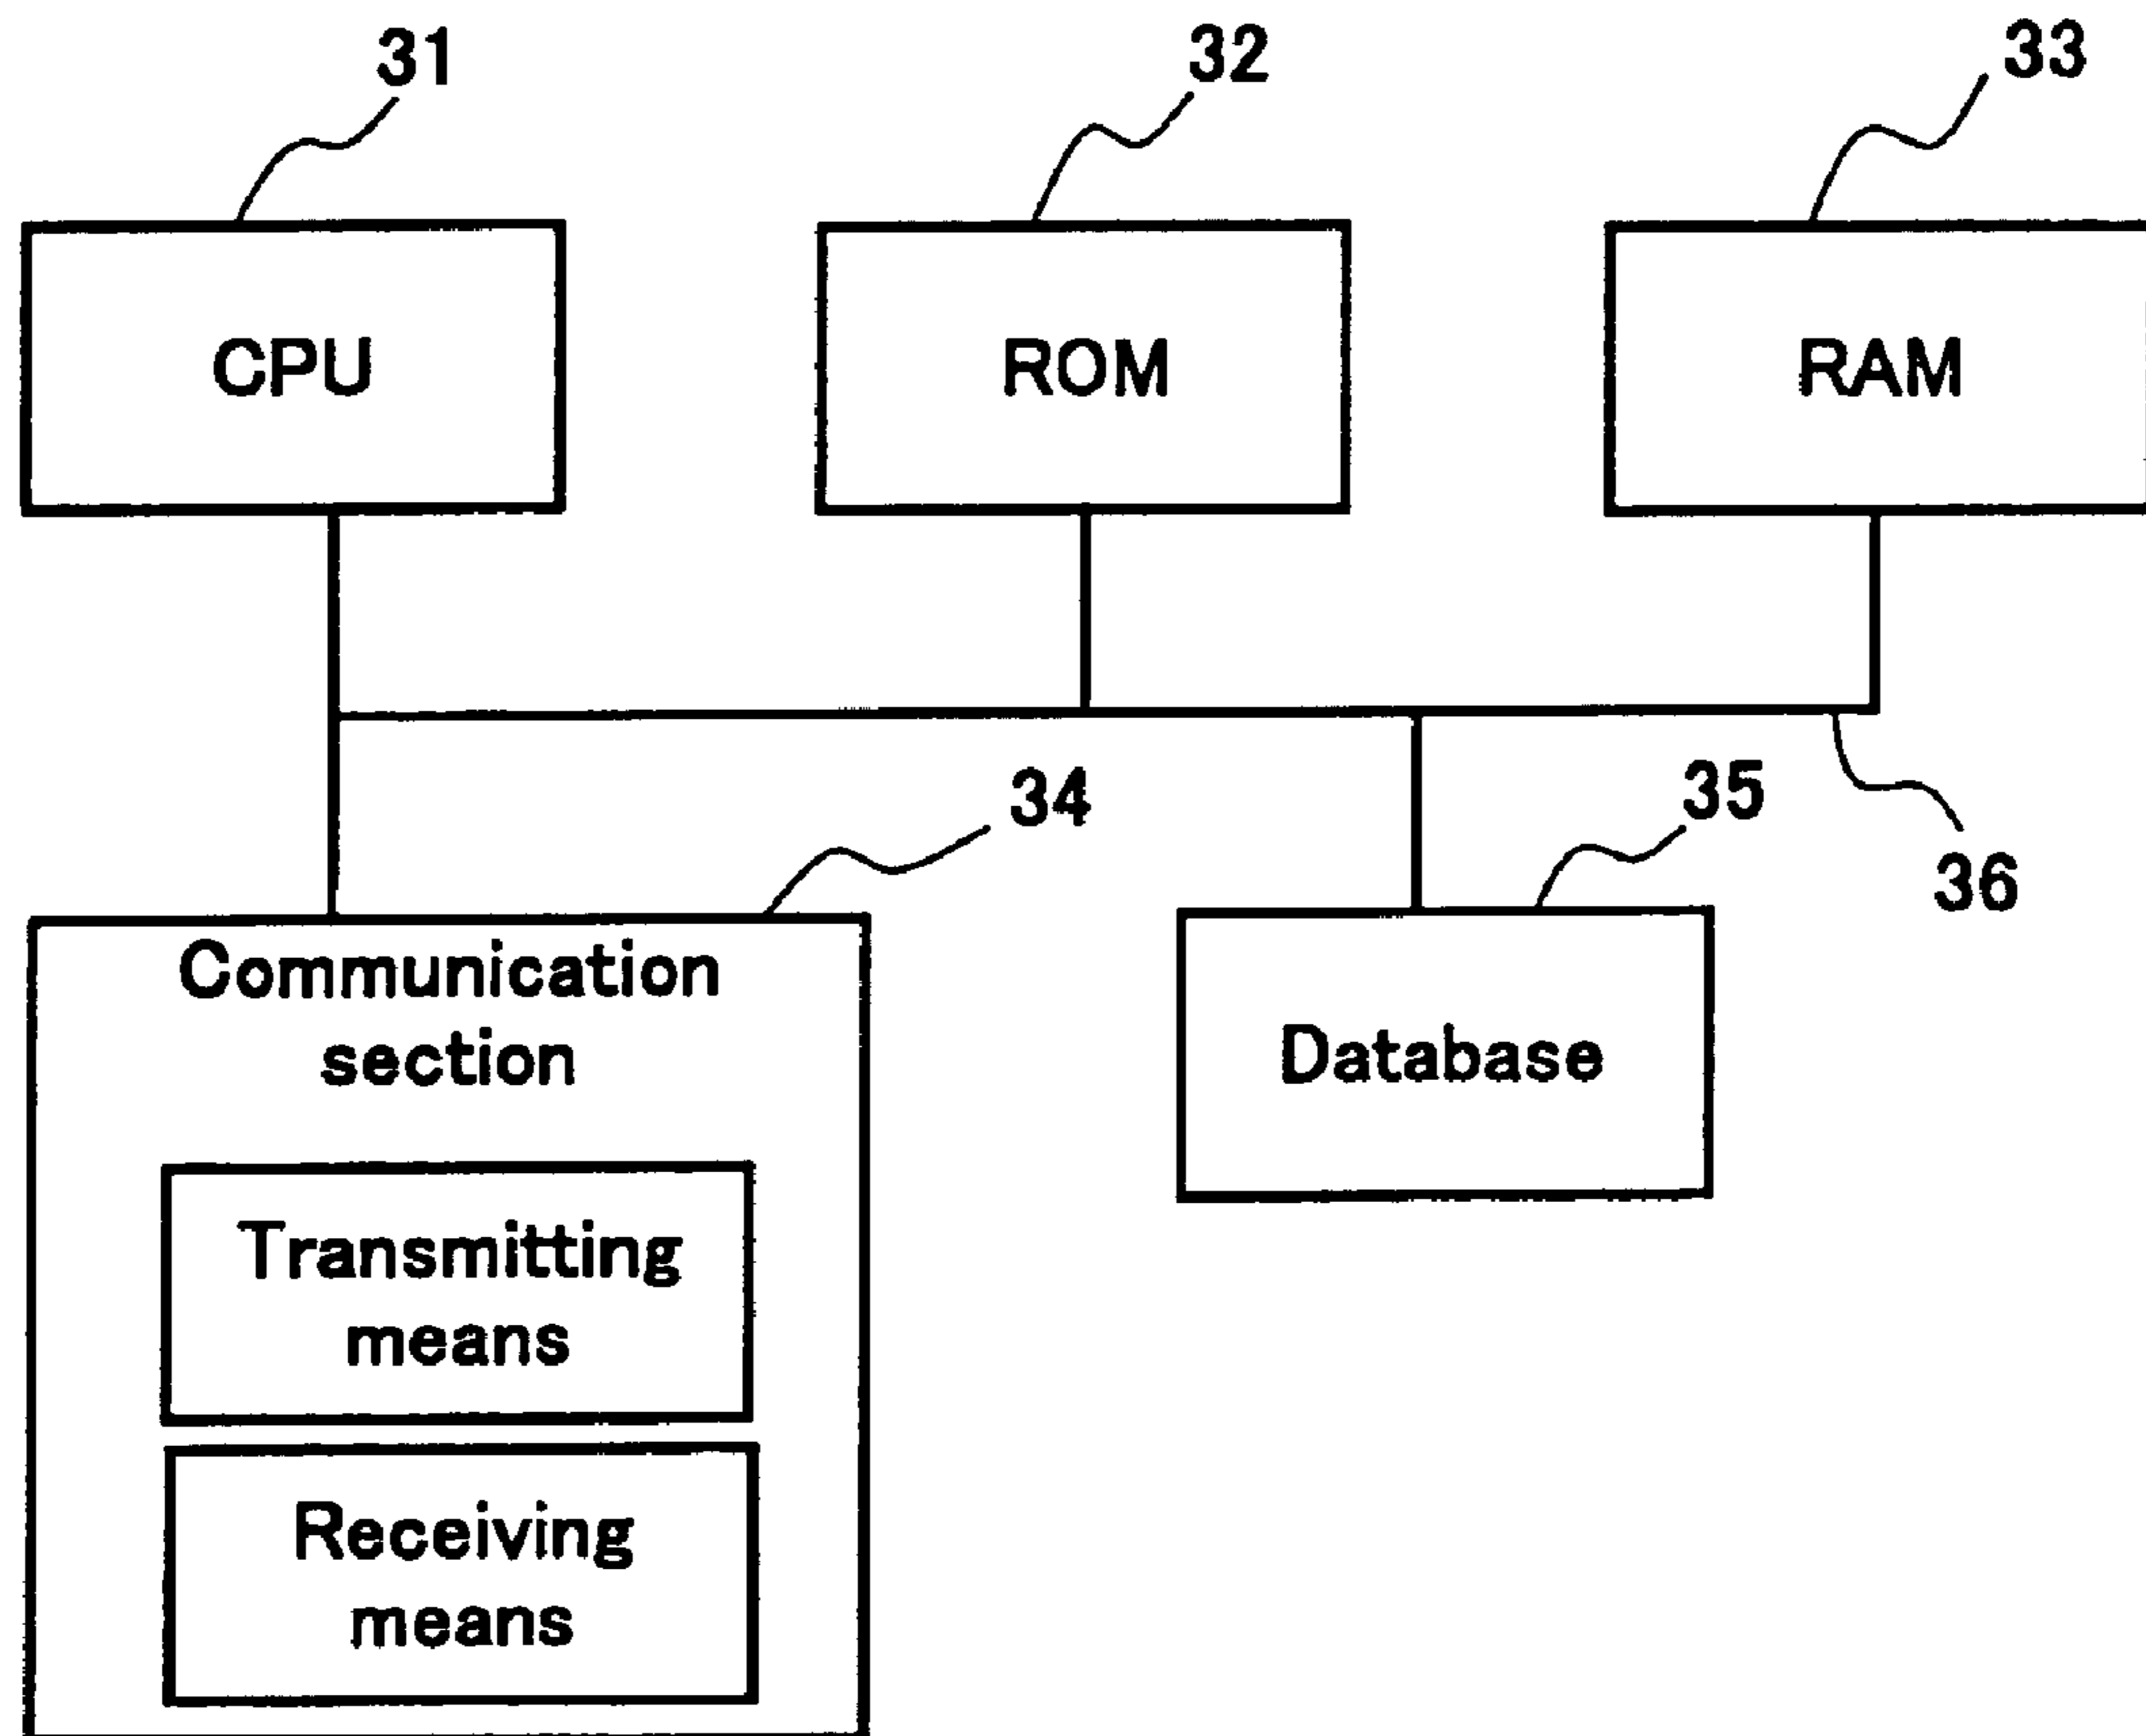 31
32
33
CPU
ROM
RAM
34
35
36
Communication
section
Database
Transmitting
means
Receiving
means